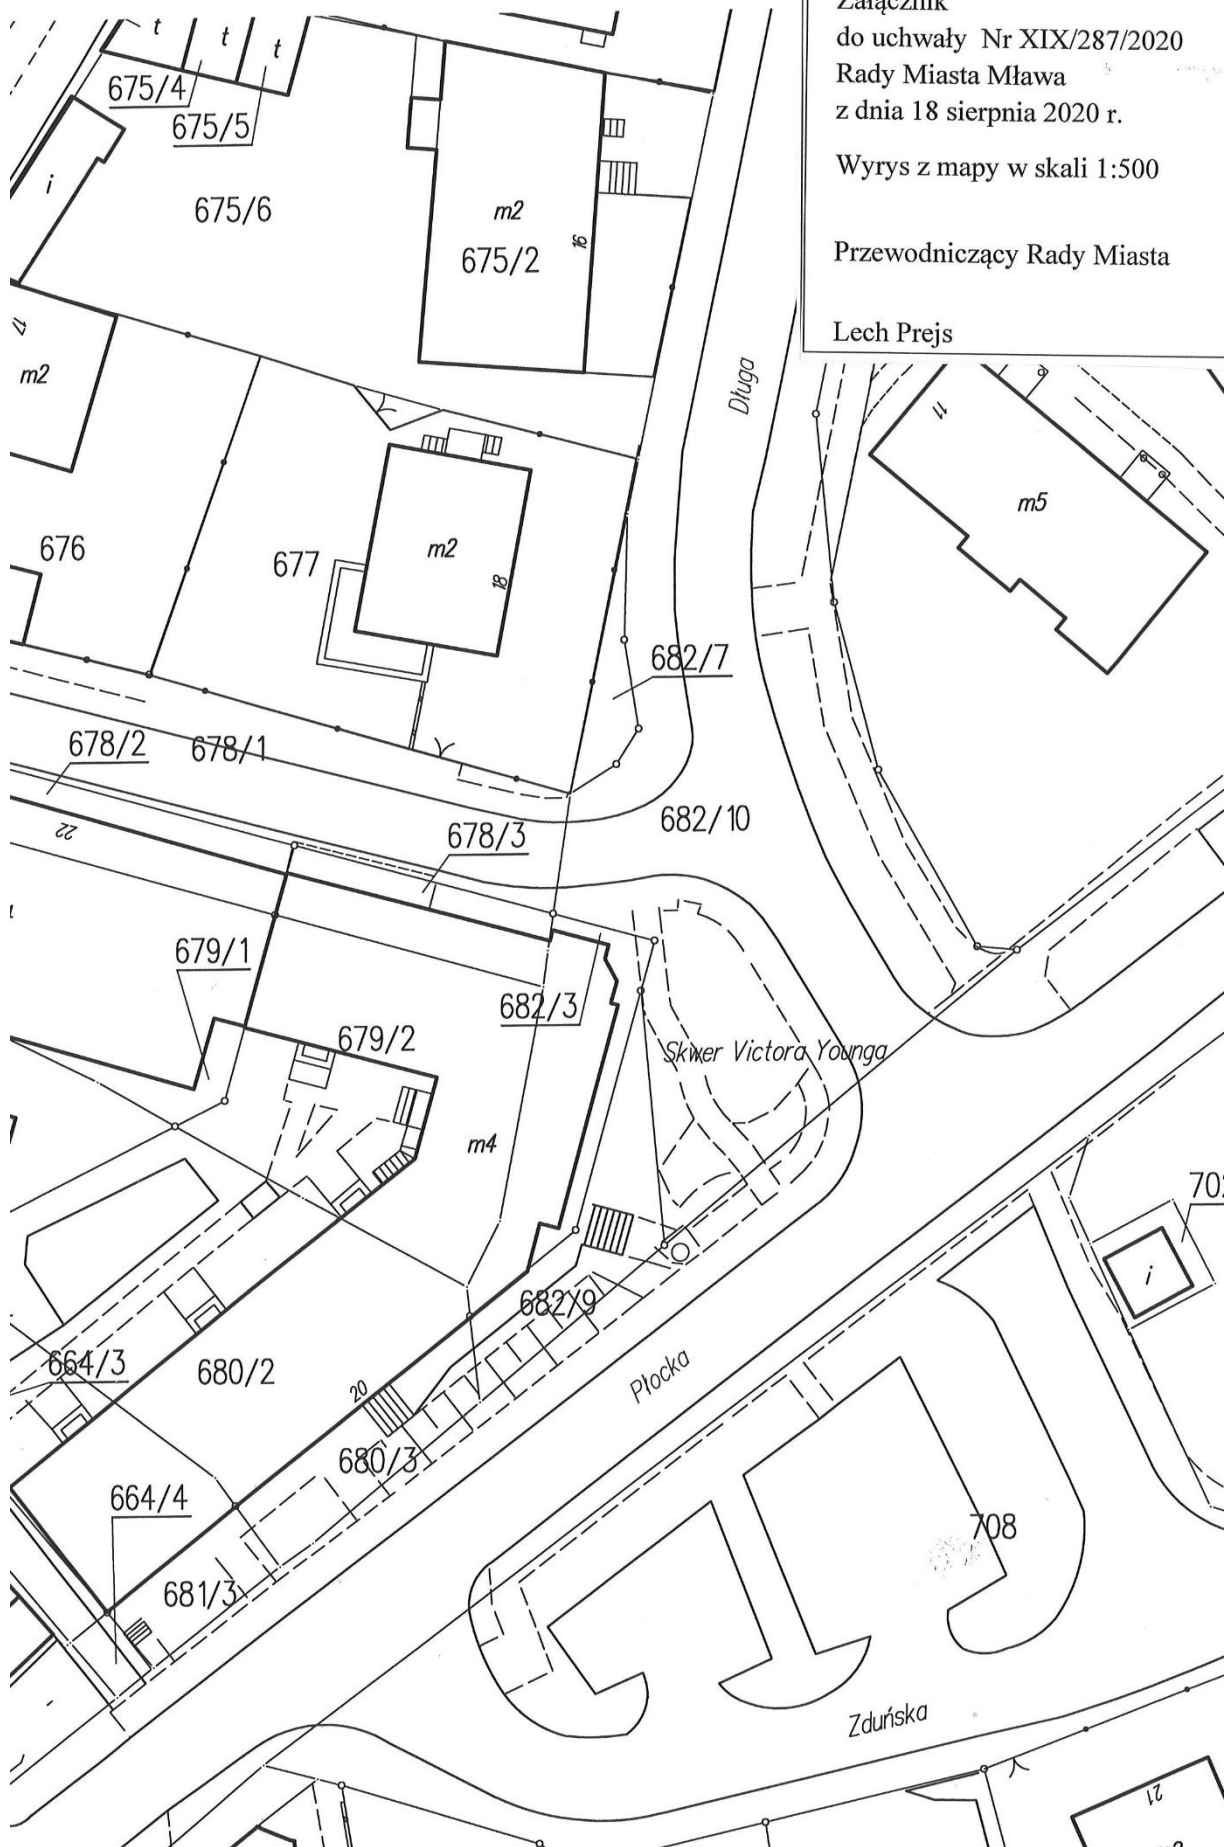 Załącznik
do uchwały Nr XIX/287/2020
Rady Miasta Mława
z dnia 18 sierpnia 2020 r.
Wyrys z mapy w skali 1:500
Przewodniczący Rady Miasta
Lech Prejs
t
t
t
675/4
675/5
i
675/6
m2
16
675/2
17
m2
Długa
11
m5
676
677
m2
18
682/7
678/2
678/1
682/10
22
678/3
679/1
682/3
679/2
Skwer Victora Younga
m4
i
682/9
664/3
680/2
20
Płocka
680/3
664/4
708
681/3
Zduńska
21